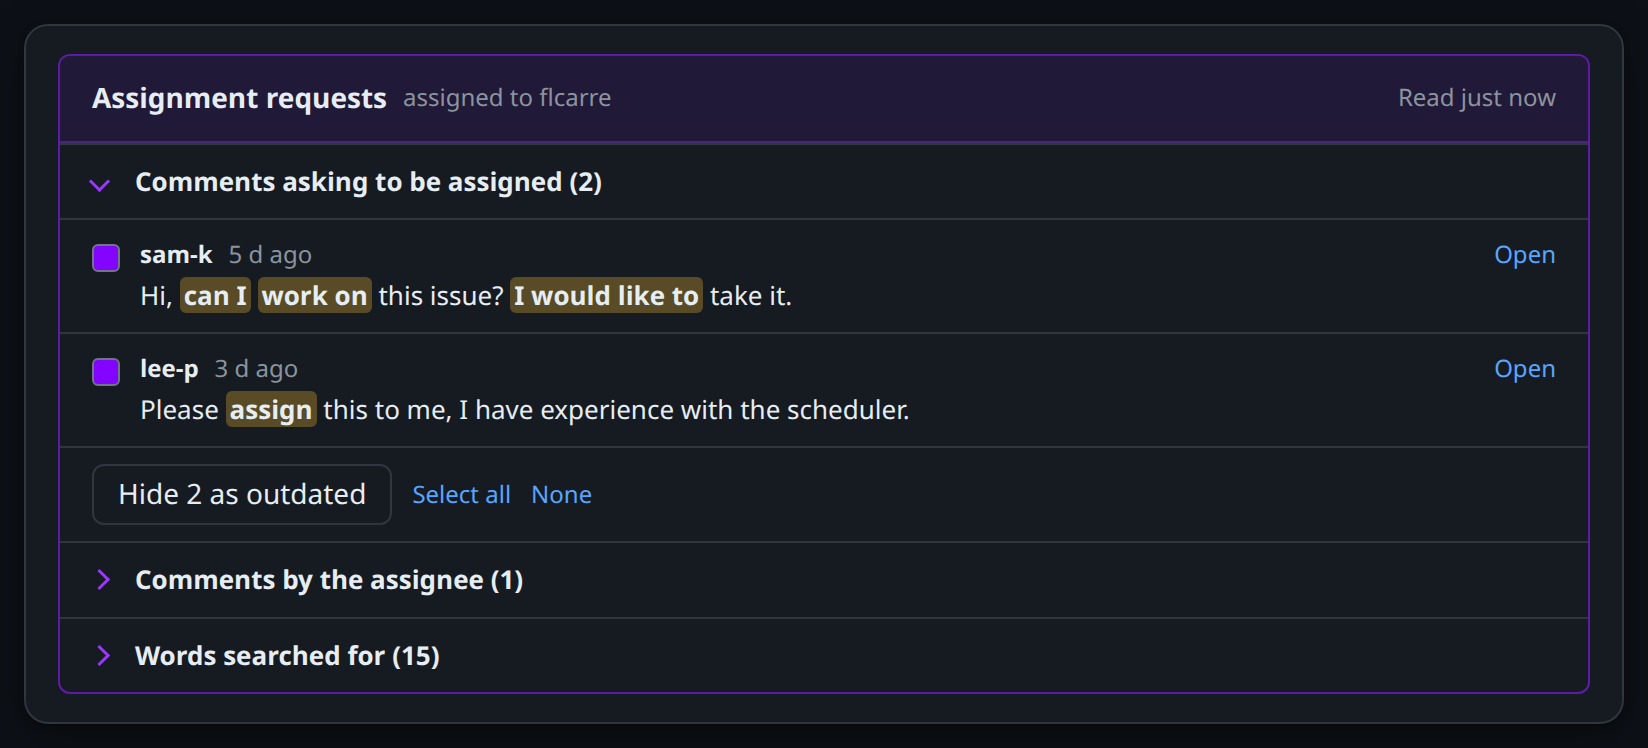 Assignment requests assigned to flcarre Read just now
Comments asking to be assigned (2)
sam-k 5 d ago Open
Hi, can I work on this issue? I would like to take it.
lee-p 3 d ago Open
Please assign this to me, I have experience with the scheduler.
Hide 2 as outdated Select all None
Comments by the assignee (1)
Words searched for (15)